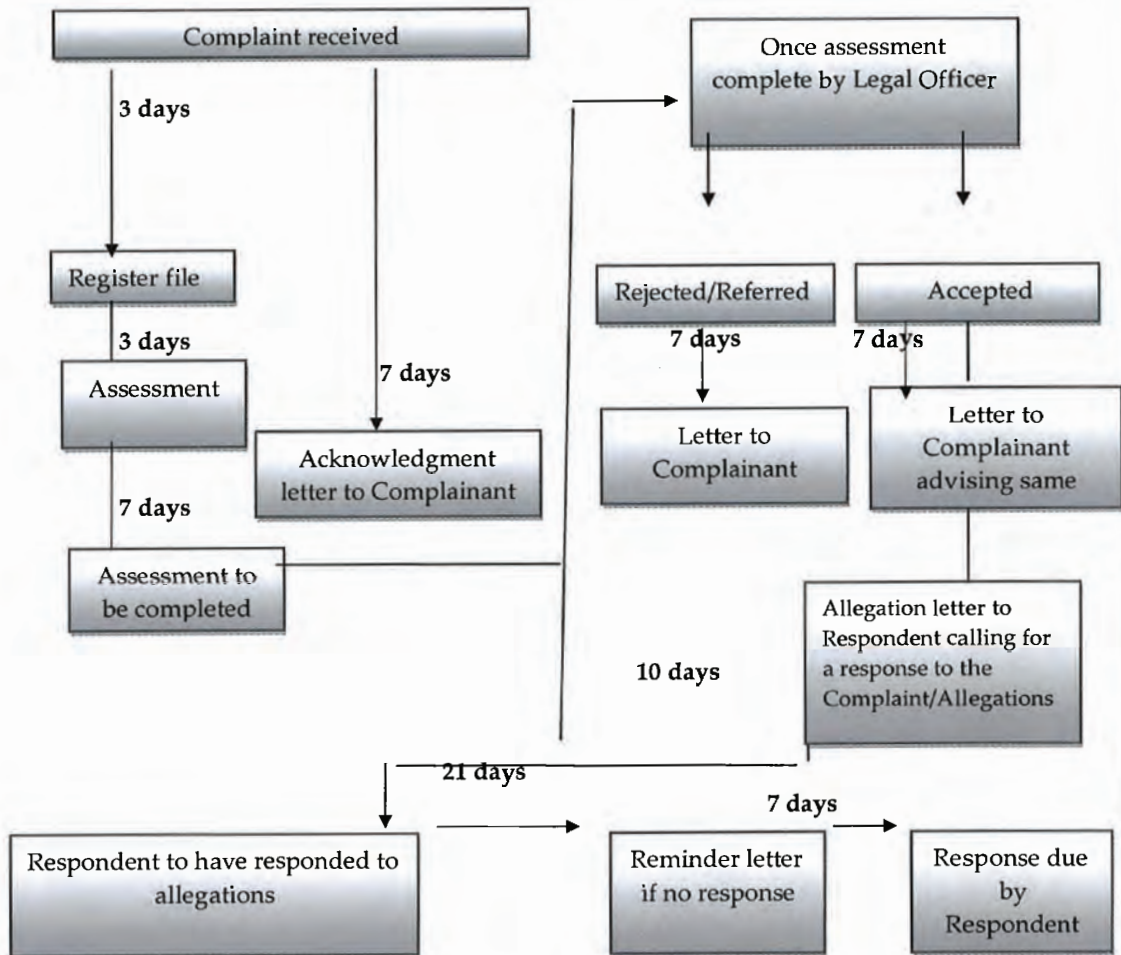 Complaint received
3 days
Register file
3 days
Assessment
7 days
Assessment to
be completed
7 days
Acknowledgment
letter to Complainant
Once assessment
complete by Legal Officer
Rejected/Referred
7 days
Letter to
Complainant
Accepted
7 days
Letter to
Complainant
advising same
Allegation letter to
Respondent calling for
a response to the
Complaint/Allegations
10 days
21 days
Respondent to have responded to
allegations
Reminder letter
if no response
7 days
Response due
by
Respondent